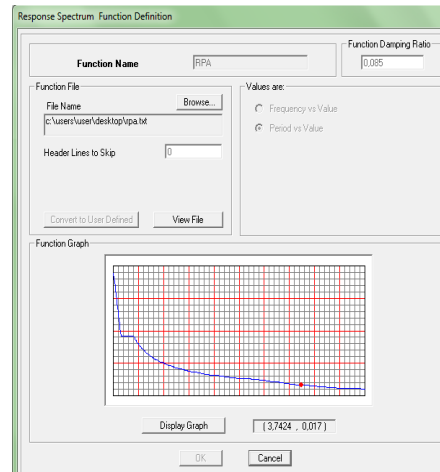 Response Spectrum Function Definition
Function Damping Ratio
Function Name
RPA
0,085
Function File
Values are:
File Name
Browse...
Frequency vs Value
c:\users\user\desktop\rpa.txt
Period vs Value
Header Lines to Skip
0
Convert to User Defined
View File
Function Graph
Display Graph
( 3,7424 , 0,017 )
OK
Cancel